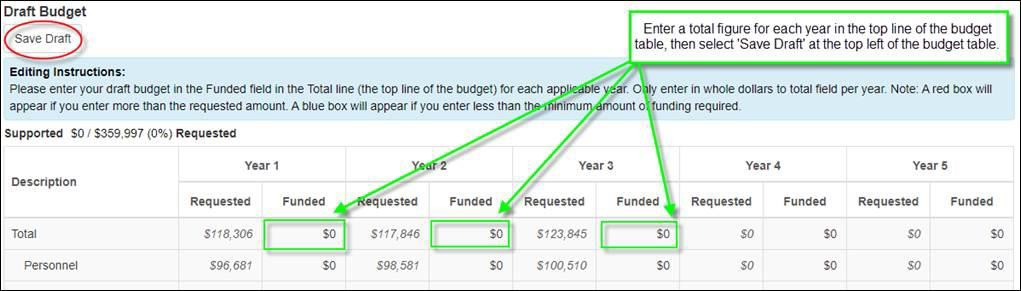 Draft Budget
Save Draft
Enter a total figure for each year in the top line of the budget
table, then select 'Save Draft' at the top left of the budget table.
Editing Instructions:
Please enter your draft budget in the Funded field in the Total line (the top line of the budget) for each applicable year. Only enter in whole dollars to total field per year. Note: A red box will
appear if you enter more than the requested amount. A blue box will appear if you enter less than the minimum amount of funding required.
Supported $0 / $359,997 (0%) Requested
Description Year 1 Year 2 Year 3 Year 4 Year 5
Requested Funded Requested Funded Requested Funded Requested Funded Requested Funded
Total $118,306 $0 $117,846 $0 $123,845 $0 $0 $0 $0 $0
Personnel $96,681 $0 $98,581 $0 $100,510 $0 $0 $0 $0 $0